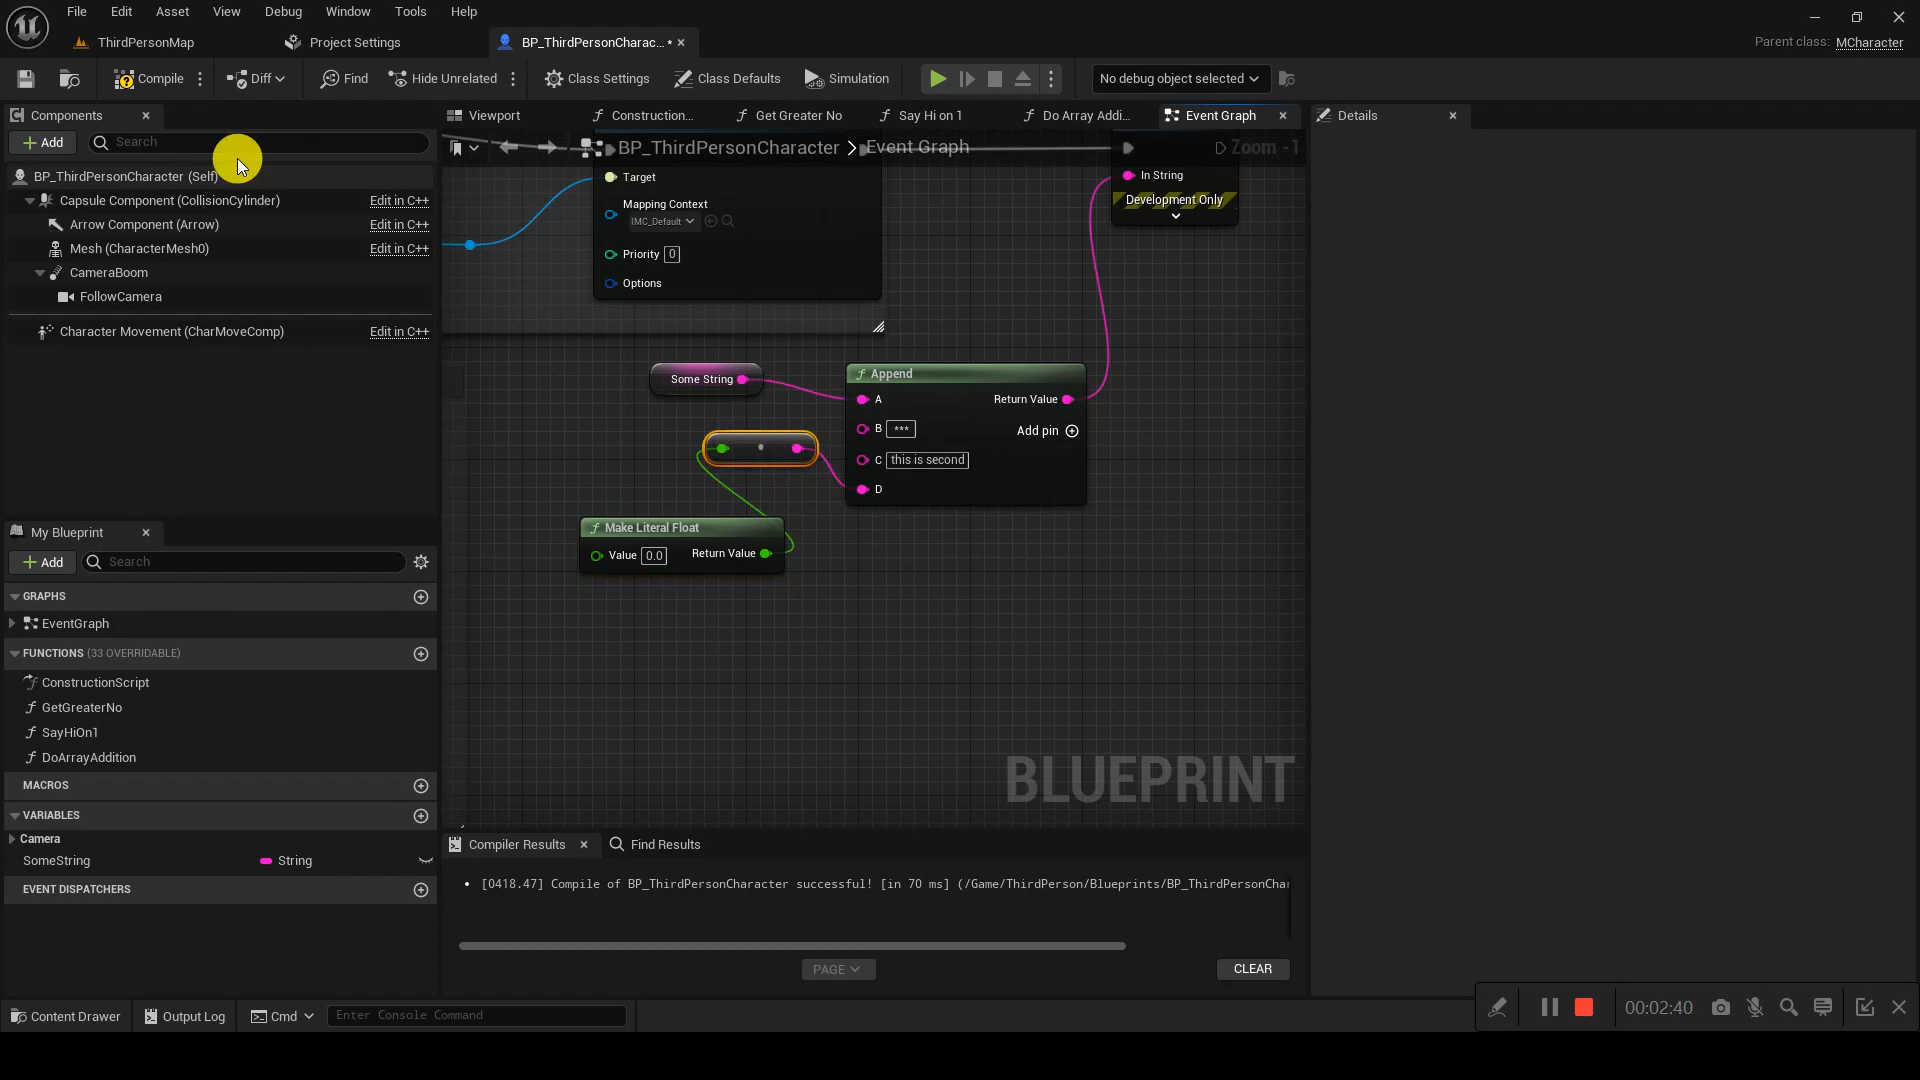 File Edit Asset View Debug Window Tools Help
ThirdPersonMap Project Settings BP_ThirdPersonCharac... • Parent class: MCharacter
Compile Diff Find Hide Unrelated Class Settings Class Defaults Simulation No debug object selected
Components
Add Search
BP_ThirdPersonCharacter (Self)
Capsule Component (CollisionCylinder) Edit in C++
Arrow Component (Arrow) Edit in C++
Mesh (CharacterMesh0) Edit in C++
CameraBoom
FollowCamera
Character Movement (CharMoveComp) Edit in C++
My Blueprint
Add Search
GRAPHS
EventGraph
FUNCTIONS (33 OVERRIDABLE)
ConstructionScript
GetGreaterNo
SayHiOn1
DoArrayAddition
MACROS
VARIABLES
Camera
SomeString String
EVENT DISPATCHERS
Viewport Construction... Get Greater No Say Hi on 1 Do Array Addi... Event Graph
BP_ThirdPersonCharacter > Event Graph Zoom -1
Target
Mapping Context
IMC_Default
Priority 0
Options
In String
Development Only
Some String
Append
A Return Value
B *** Add pin
C this is second
D
Make Literal Float
Value 0.0 Return Value
BLUEPRINT
Compiler Results Find Results
• [0418.47] Compile of BP_ThirdPersonCharacter successful! [in 70 ms] (/Game/ThirdPerson/Blueprints/BP_ThirdPersonChar
PAGE CLEAR
Details
Content Drawer Output Log Cmd Enter Console Command
00:02:40